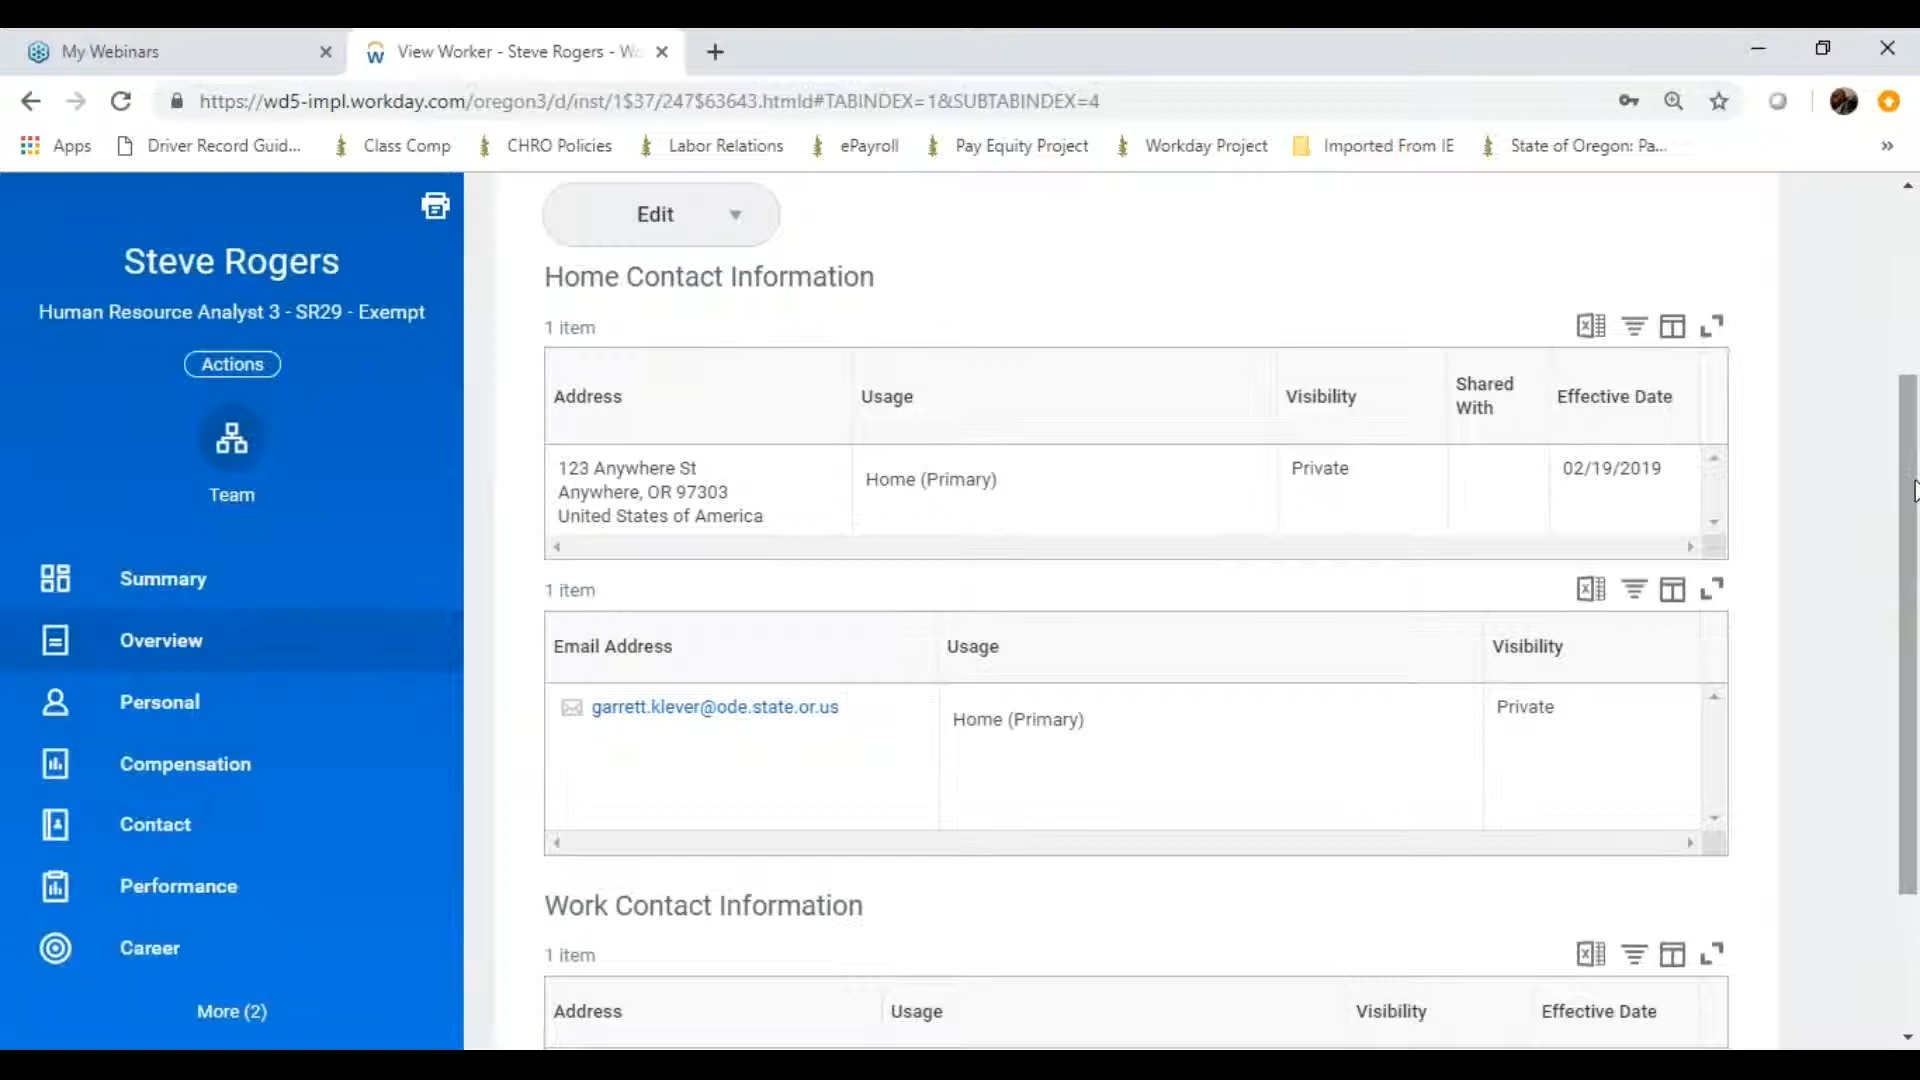 My Webinars
View Worker - Steve Rogers - Wo
https://wd5-impl.workday.com/oregon3/d/inst/1$37/247$63643.htmld#TABINDEX=1&SUBTABINDEX=4
Apps
Driver Record Guid...
Class Comp
CHRO Policies
Labor Relations
ePayroll
Pay Equity Project
Workday Project
Imported From IE
State of Oregon: Pa...
Steve Rogers
Human Resource Analyst 3 - SR29 - Exempt
Actions
Team
Summary
Overview
Personal
Compensation
Contact
Performance
Career
More (2)
Edit
Home Contact Information
1 item
Address Usage Visibility Shared With Effective Date
123 Anywhere St
Anywhere, OR 97303
United States of America
Home (Primary)
Private
02/19/2019
1 item
Email Address Usage Visibility
garrett.klever@ode.state.or.us
Home (Primary)
Private
Work Contact Information
1 item
Address Usage Visibility Effective Date